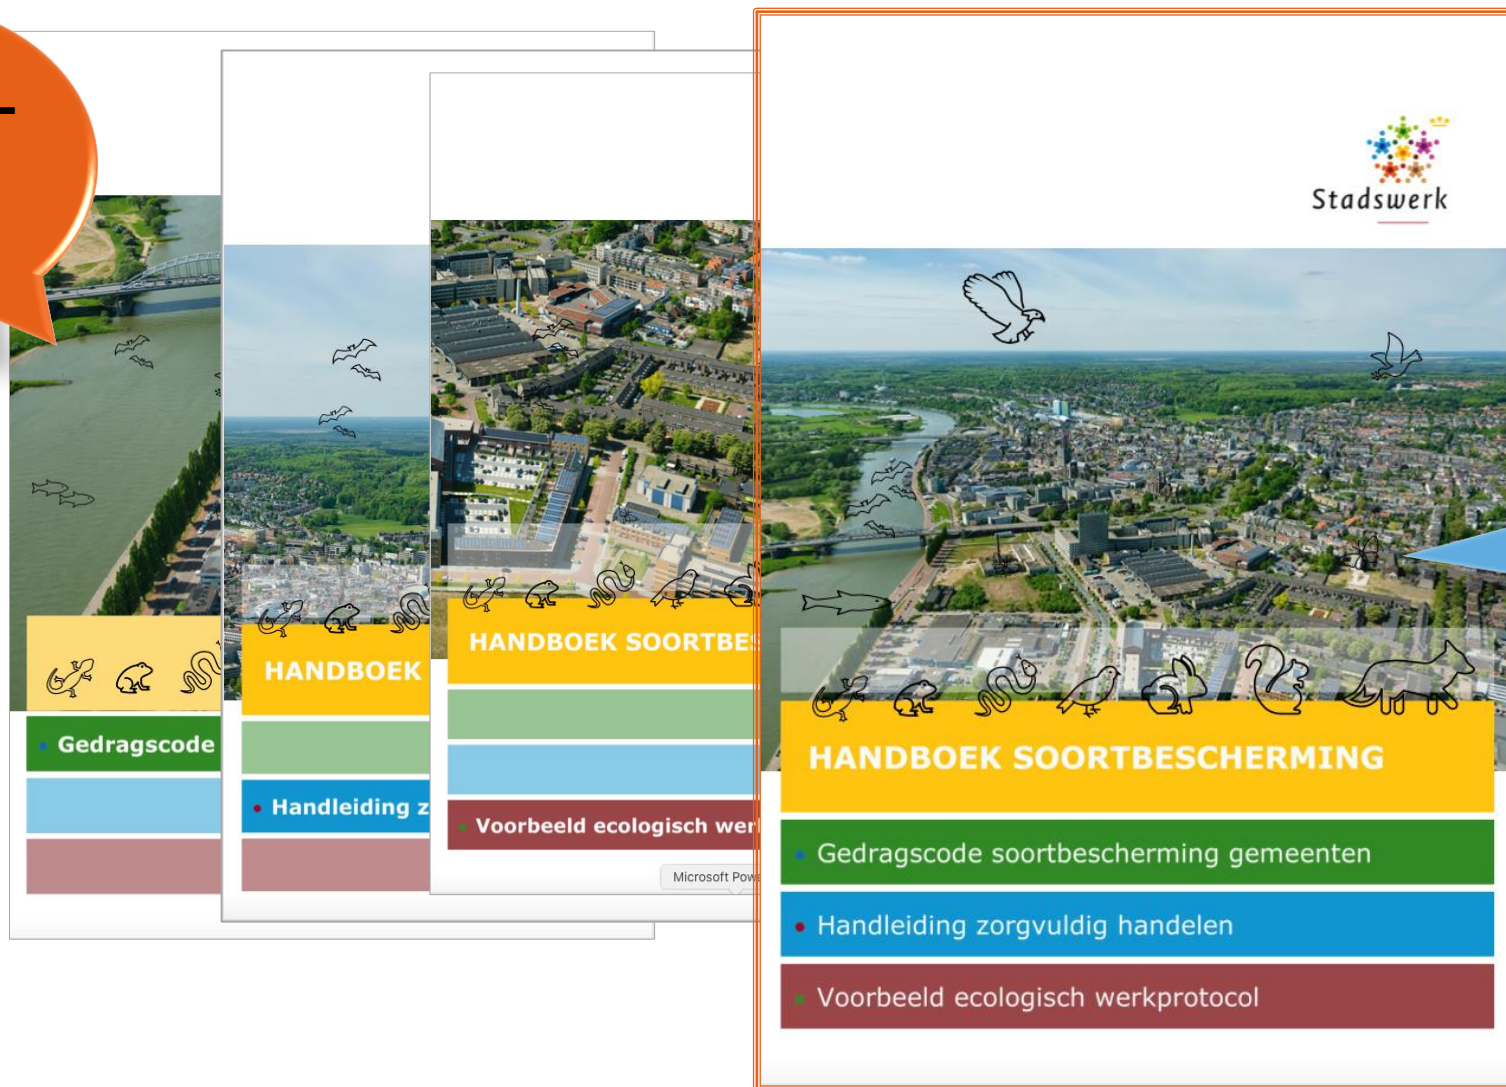 Gedragscode
HANDBOEK
Handleiding z
HANDBOEK SOORTBES
Voorbeeld ecologisch wer
Microsoft Pow
Stadswerk
HANDBOEK SOORTBESCHERMING
Gedragscode soortbescherming gemeenten
Handleiding zorgvuldig handelen
Voorbeeld ecologisch werkprotocol